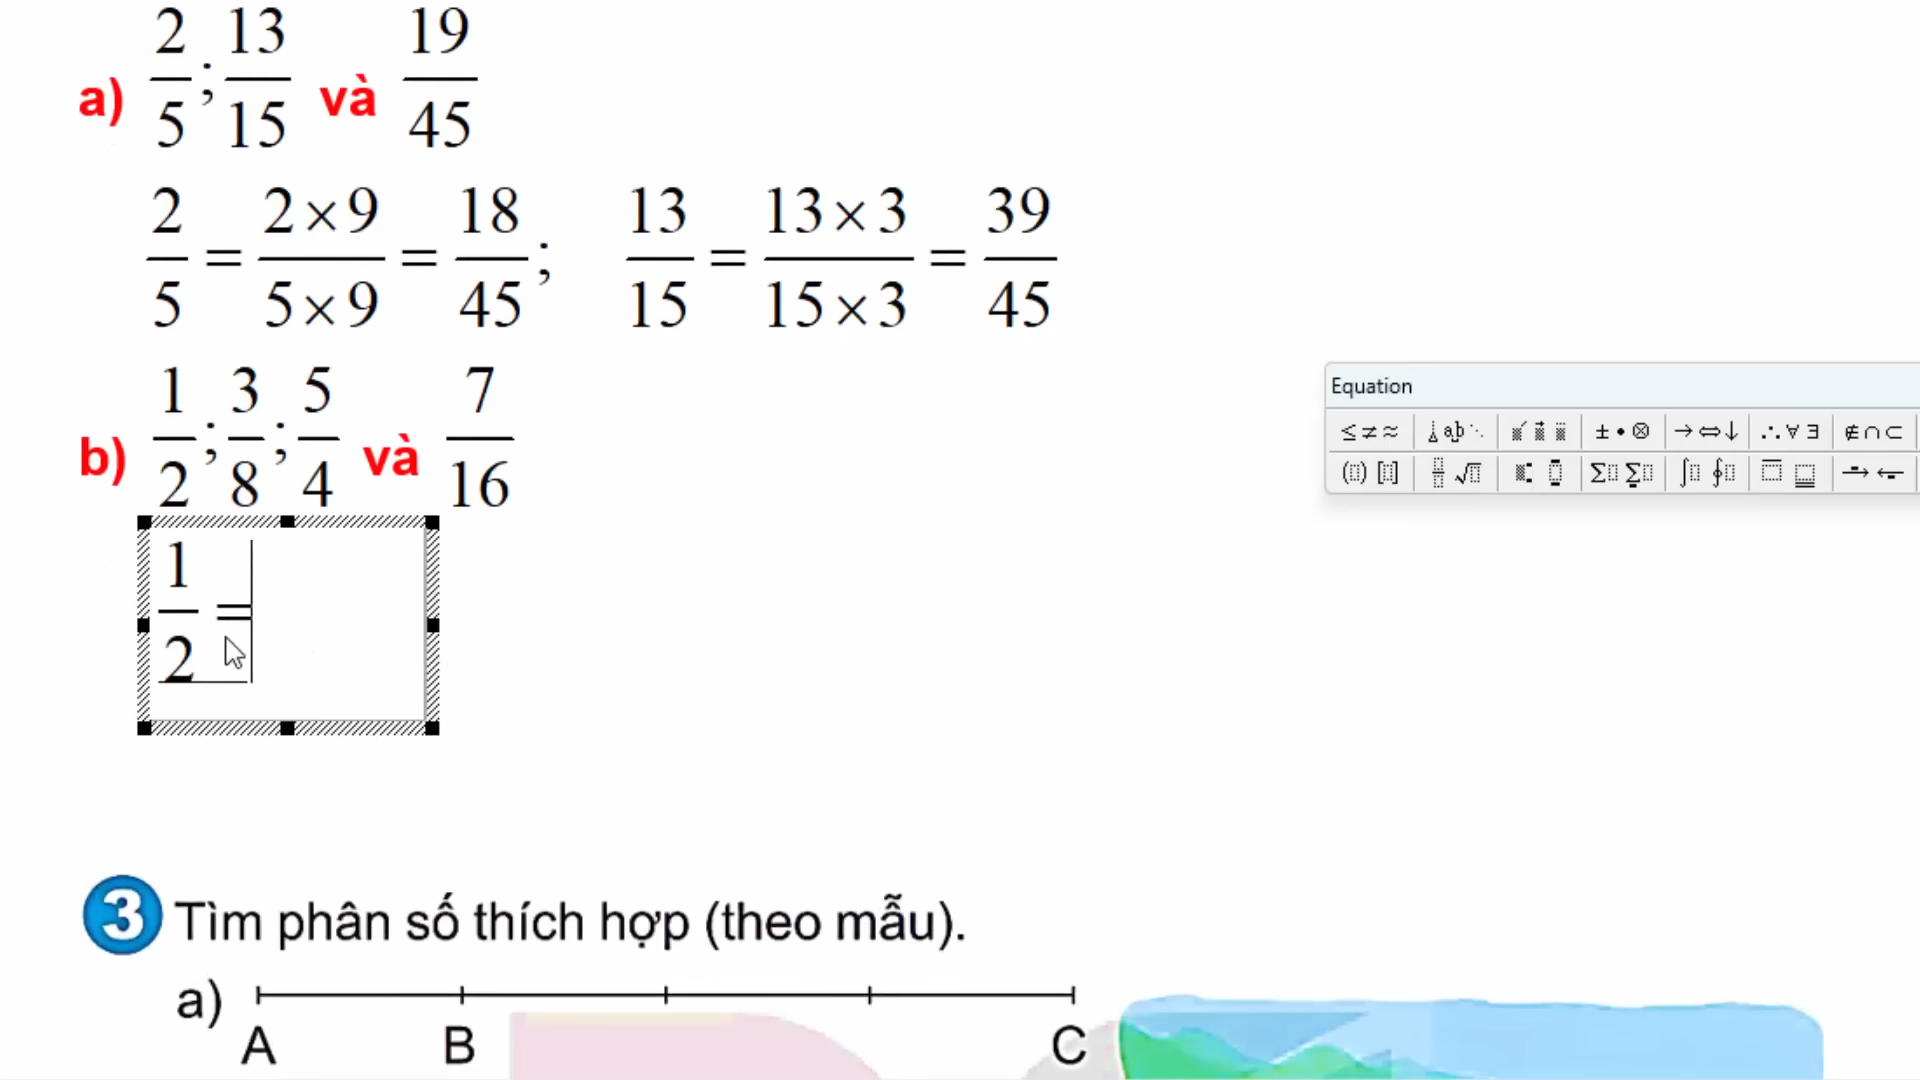 a) 2/5 ; 13/15 và 19/45
2/5 = 2×9/5×9 = 18/45 ; 13/15 = 13×3/15×3 = 39/45
b) 1/2 ; 3/8 ; 5/4 và 7/16
Equation
1/2 =
3 Tìm phân số thích hợp (theo mẫu).
a)
A B C